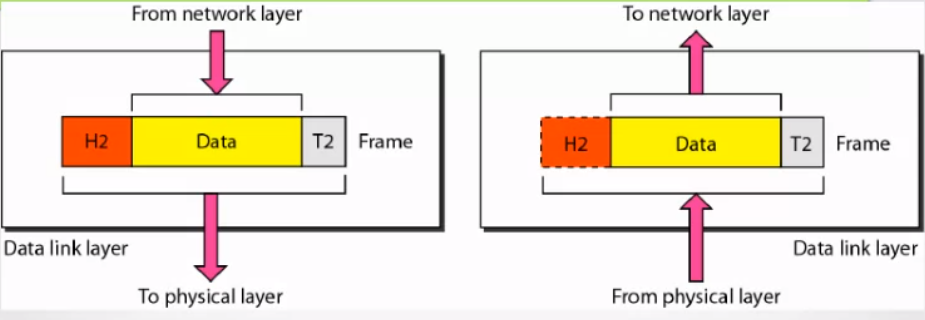 From network layer
H2 Data T2 Frame
Data link layer
To physical layer
To network layer
H2 Data T2 Frame
Data link layer
From physical layer